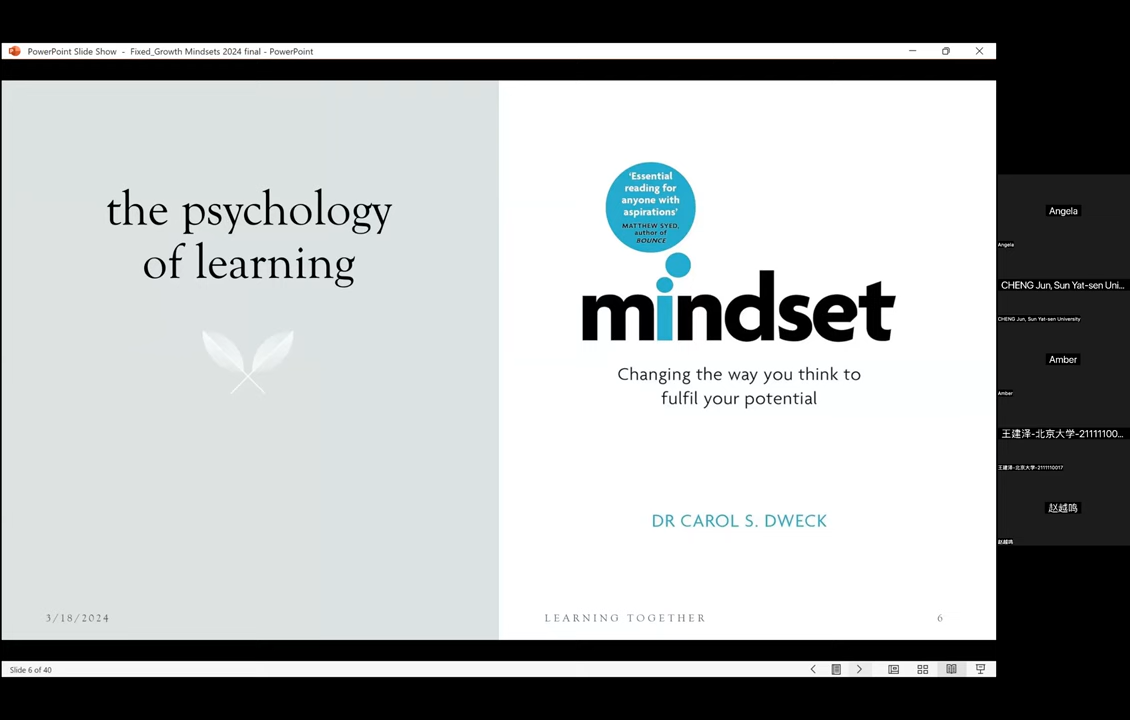 PowerPoint Slide Show - Fixed_Growth Mindsets 2024 final - PowerPoint
the psychology
of learning
3/18/2024
'Essential
reading for
anyone with
aspirations'
MATTHEW SYED,
author of
BOUNCE
mindset
Changing the way you think to
fulfil your potential
DR CAROL S. DWECK
LEARNING TOGETHER
6
Slide 6 of 40
Angela
Angela
CHENG Jun, Sun Yat-sen Uni...
CHENG Jun, Sun Yat-sen University
Amber
Amber
王建泽-北京大学-21111100...
王建泽-北京大学-2111110017
赵越鸣
赵越鸣